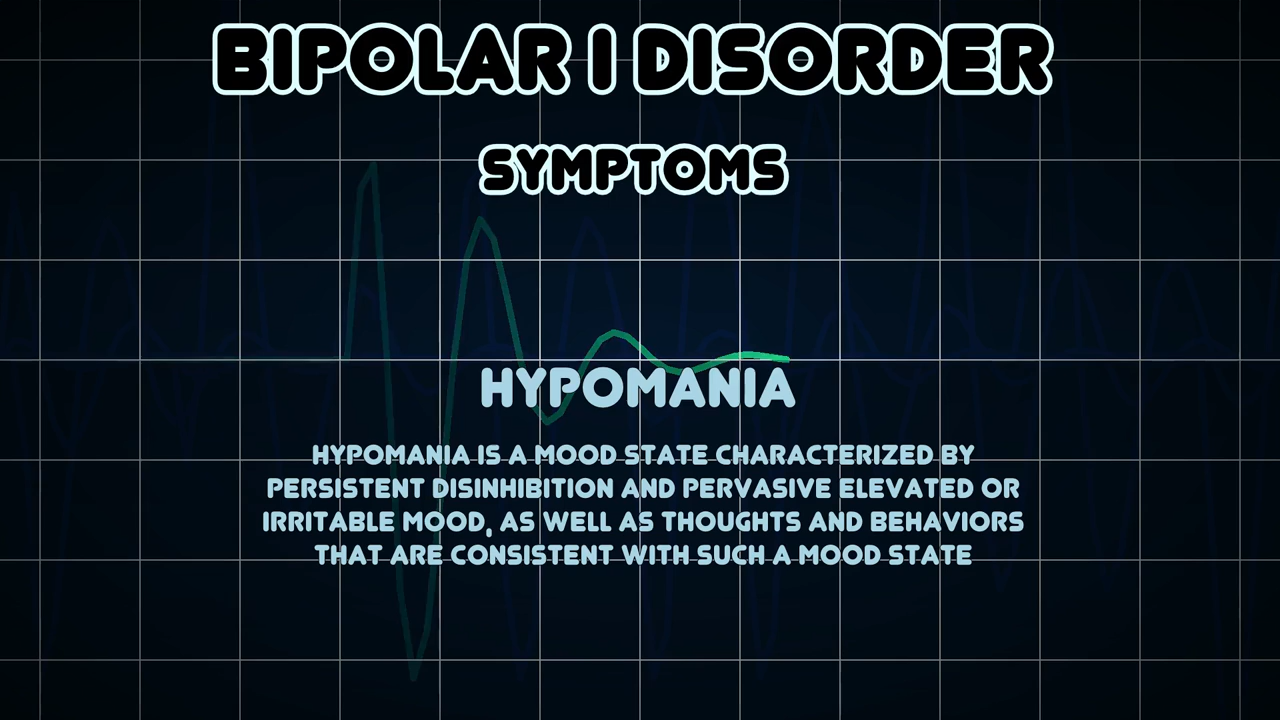 BIPOLAR I DISORDER
SYMPTOMS
HYPOMANIA
HYPOMANIA IS A MOOD STATE CHARACTERIZED BY
PERSISTENT DISINHIBITION AND PERVASIVE ELEVATED OR
IRRITABLE MOOD, AS WELL AS THOUGHTS AND BEHAVIORS
THAT ARE CONSISTENT WITH SUCH A MOOD STATE